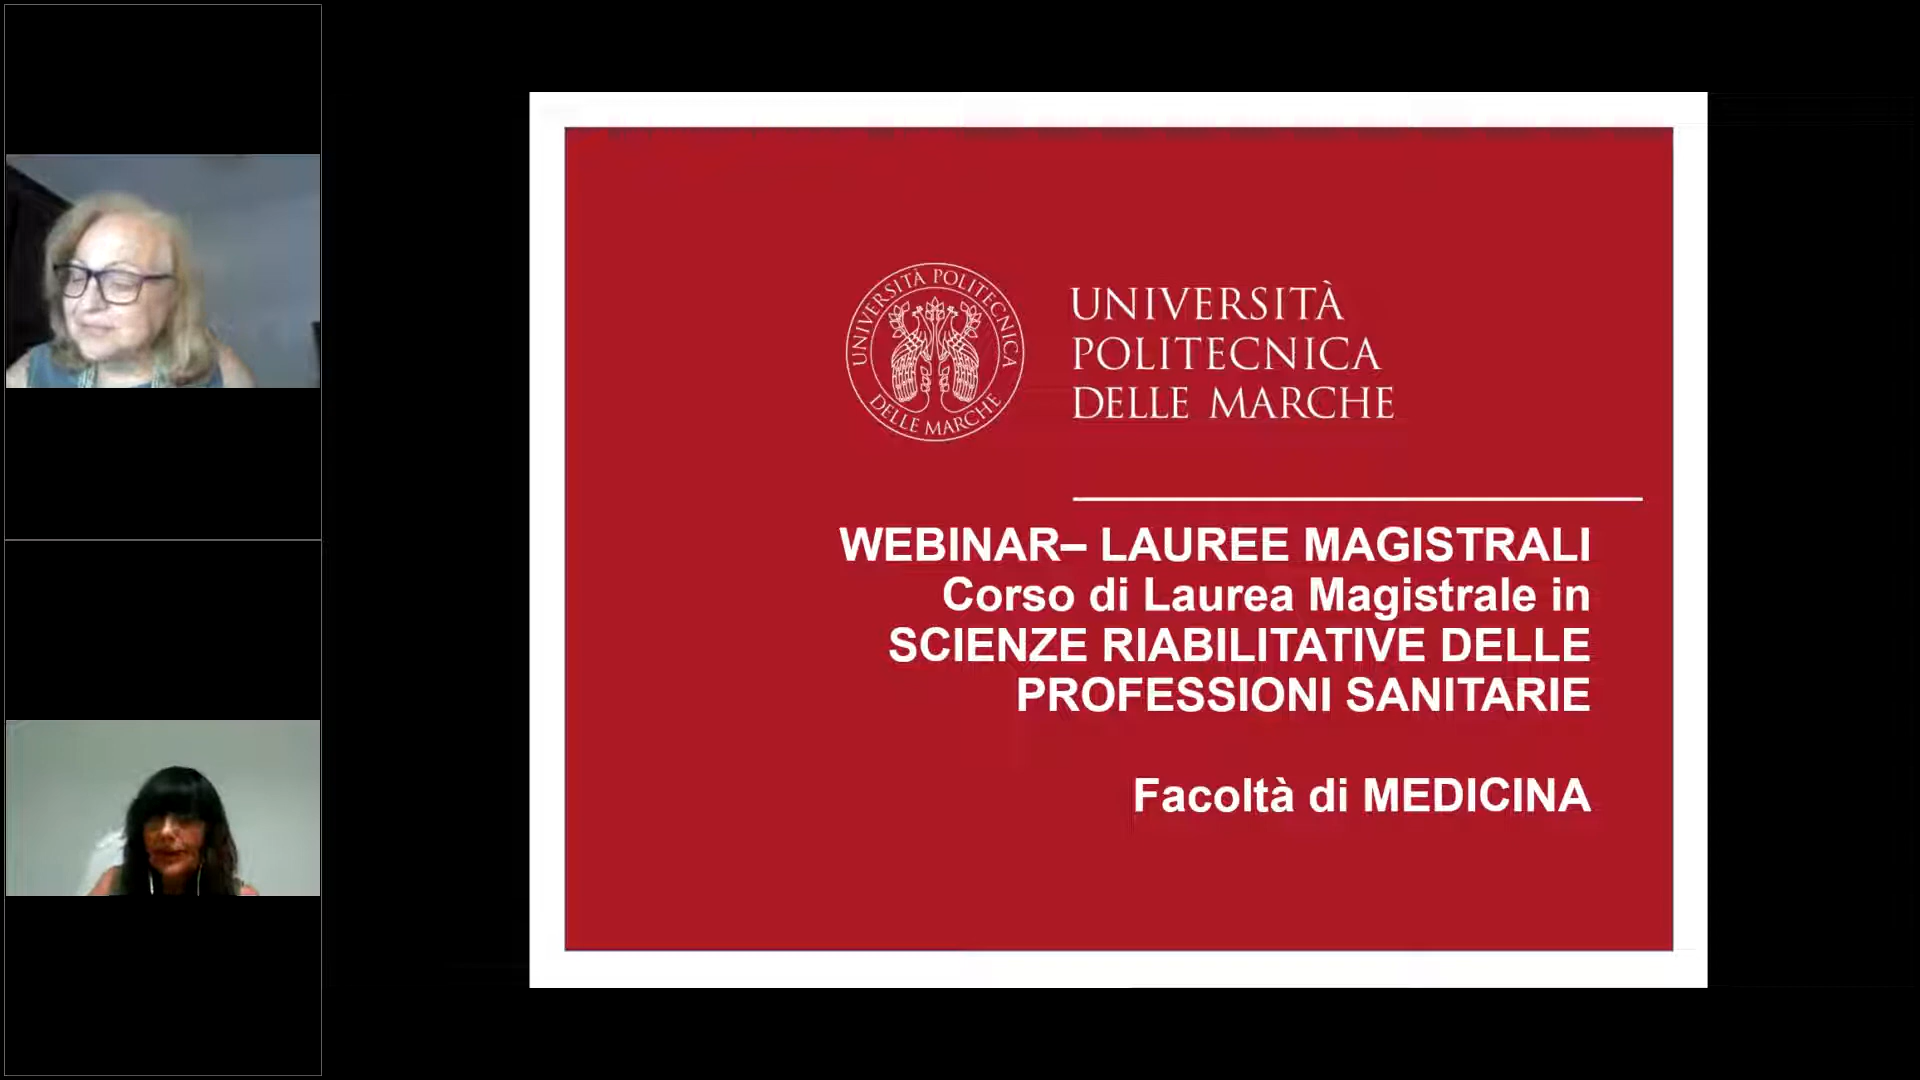 UNIVERSITÀ POLITECNICA
DELLE MARCHE
UNIVERSITÀ
POLITECNICA
DELLE MARCHE
WEBINAR– LAUREE MAGISTRALI
Corso di Laurea Magistrale in
SCIENZE RIABILITATIVE DELLE
PROFESSIONI SANITARIE
Facoltà di MEDICINA